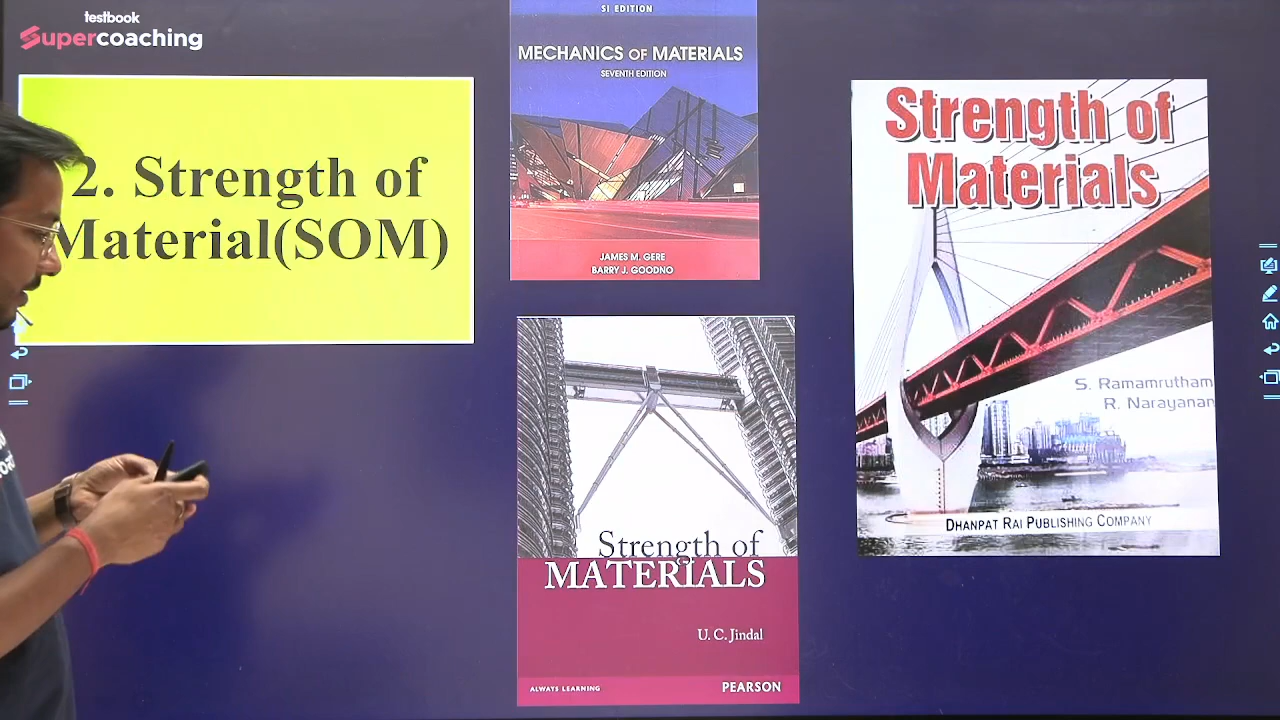 testbook
Supercoaching
2. Strength of
Material(SOM)
SI EDITION
MECHANICS OF MATERIALS
SEVENTH EDITION
JAMES M. GERE
BARRY J. GOODNO
Strength of
MATERIALS
U. C. Jindal
ALWAYS LEARNING
PEARSON
Strength of
Materials
S. Ramamrutham
R. Narayanan
DHANPAT RAI PUBLISHING COMPANY